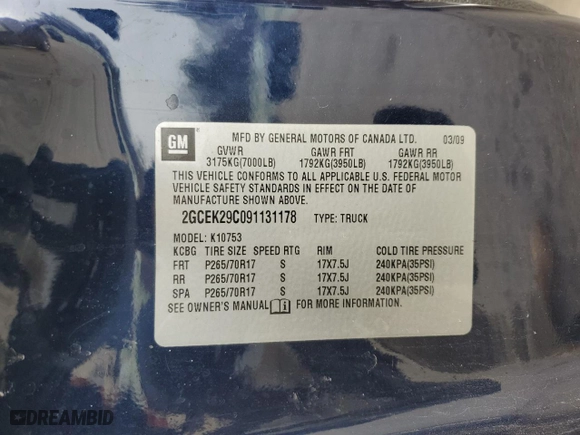 GM
MFD BY GENERAL MOTORS OF CANADA LTD. 03/09
GVWR GAWR FRT GAWR RR
3175KG(7000LB) 1792KG(3950LB) 1792KG(3950LB)
THIS VEHICLE CONFORMS TO ALL APPLICABLE U.S. FEDERAL MOTOR
VEHICLE SAFETY STANDARDS IN EFFECT ON THE DATE OF
MANUFACTURE SHOWN ABOVE.
2GCEK29C091131178 TYPE: TRUCK
MODEL: K10753
KCBG TIRE SIZE SPEED RTG RIM COLD TIRE PRESSURE
FRT P265/70R17 S 17X7.5J 240KPA(35PSI)
RR P265/70R17 S 17X7.5J 240KPA(35PSI)
SPA P265/70R17 S 17X7.5J 240KPA(35PSI)
SEE OWNER'S MANUAL FOR MORE INFORMATION.
DREAMBID